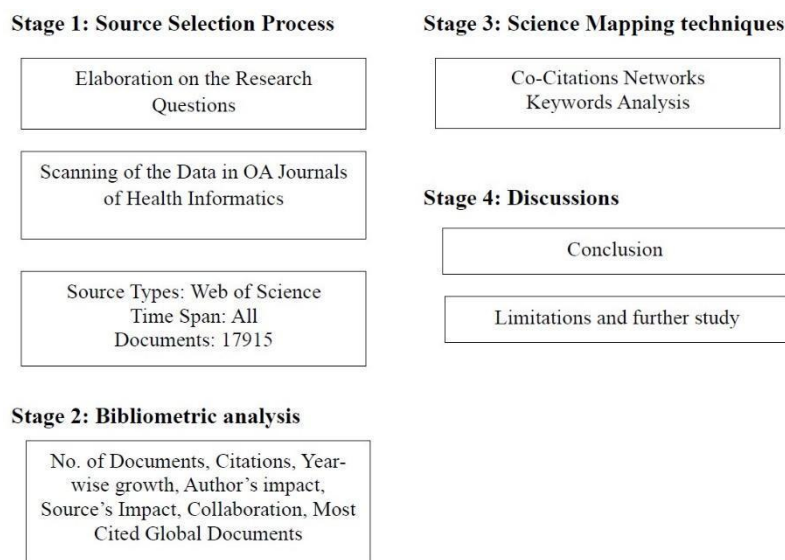 Stage 1: Source Selection Process
Elaboration on the Research
Questions
Scanning of the Data in OA Journals
of Health Informatics
Source Types: Web of Science
Time Span: All
Documents: 17915
Stage 2: Bibliometric analysis
No. of Documents, Citations, Year-
wise growth, Author's impact,
Source's Impact, Collaboration, Most
Cited Global Documents
Stage 3: Science Mapping techniques
Co-Citations Networks
Keywords Analysis
Stage 4: Discussions
Conclusion
Limitations and further study